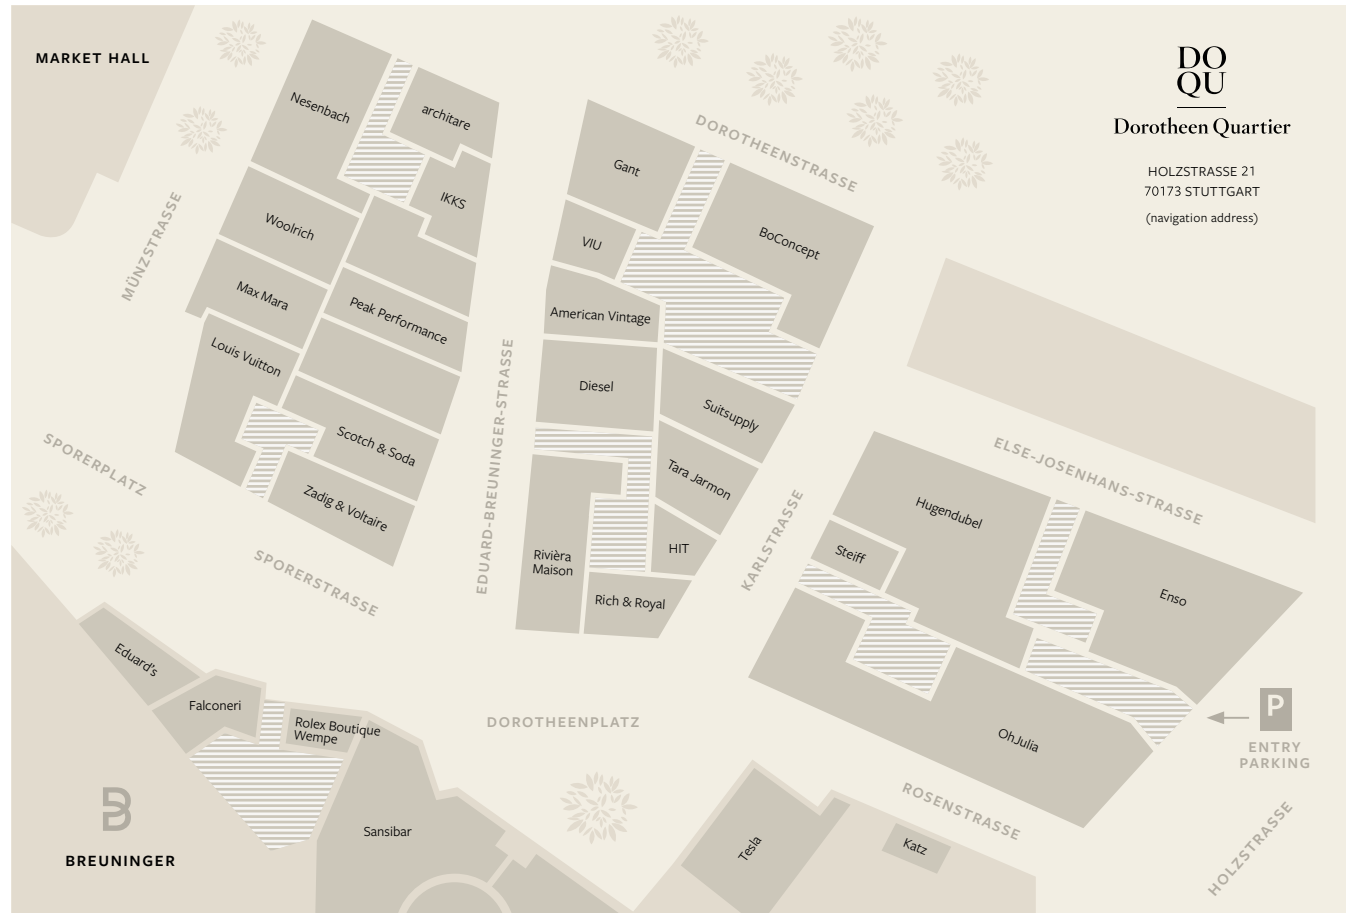 MARKET HALL
DO
QU
Dorotheen Quartier
HOLZSTRASSE 21
70173 STUTTGART
(navigation address)
Nesenbach
architare
IKKS
Woolrich
Max Mara
Peak Performance
Louis Vuitton
Scotch & Soda
Zadig & Voltaire
MÜNZSTRASSE
SPORERPLATZ
SPORERSTRASSE
EDUARD-BREUNINGER-STRASSE
DOROTHEENSTRASSE
Gant
BoConcept
VIU
American Vintage
Diesel
Suitsupply
Tara Jarmon
HIT
Rivièra
Maison
Rich & Royal
KARLSTRASSE
ELSE-JOSENHANS-STRASSE
Hugendubel
Steiff
Enso
OhJulia
P
ENTRY
PARKING
ROSENSTRASSE
HOLZSTRASSE
DOROTHEENPLATZ
Eduard's
Falconeri
Rolex Boutique
Wempe
Sansibar
Tesla
Katz
B
BREUNINGER